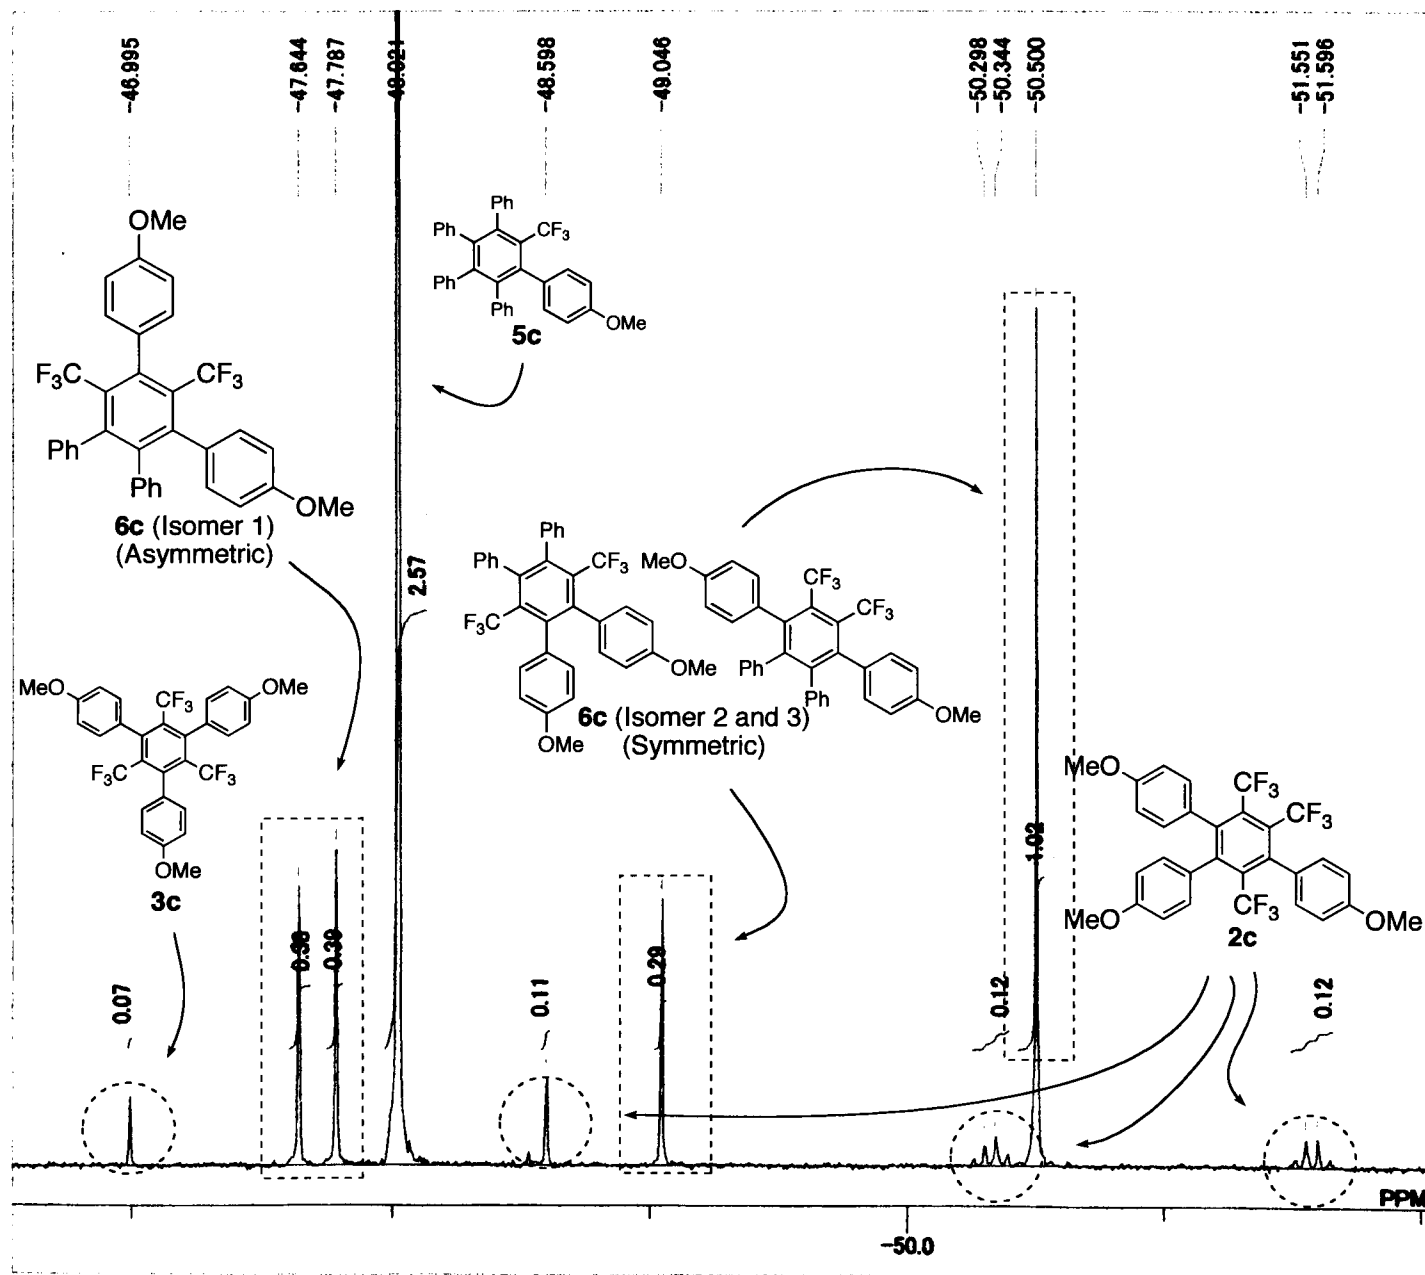 -46.995
-47.644
-47.787
-48.021
-48.598
-49.046
-50.298
-50.344
-50.500
-51.551
-51.596
OMe
F₃C
CF₃
Ph
Ph
OMe
6c (Isomer 1)
(Asymmetric)
Ph
Ph
CF₃
Ph
Ph
OMe
5c
2.57
Ph
Ph
CF₃
F₃C
OMe
OMe
MeO
CF₃
CF₃
Ph
Ph
OMe
6c (Isomer 2 and 3)
(Symmetric)
MeO
CF₃
OMe
F₃C
CF₃
OMe
3c
MeO
CF₃
CF₃
MeO
CF₃
OMe
2c
0.07
0.39
0.11
0.29
0.12
1.02
0.12
PPM
-50.0